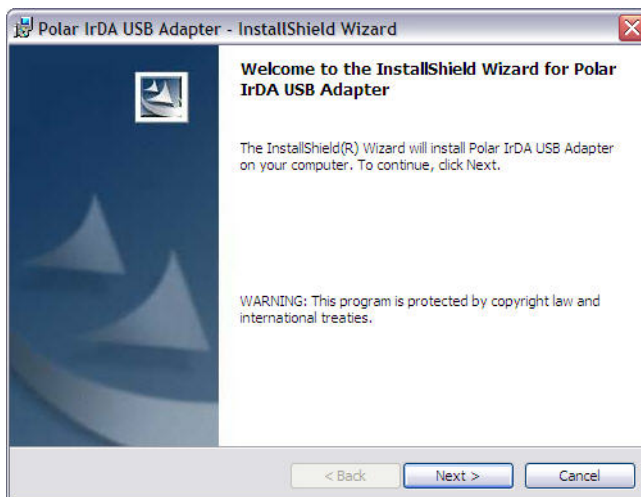 Polar IrDA USB Adapter - InstallShield Wizard
Welcome to the InstallShield Wizard for Polar
IrDA USB Adapter
The InstallShield(R) Wizard will install Polar IrDA USB Adapter
on your computer. To continue, click Next.
WARNING: This program is protected by copyright law and
international treaties.
< Back Next > Cancel